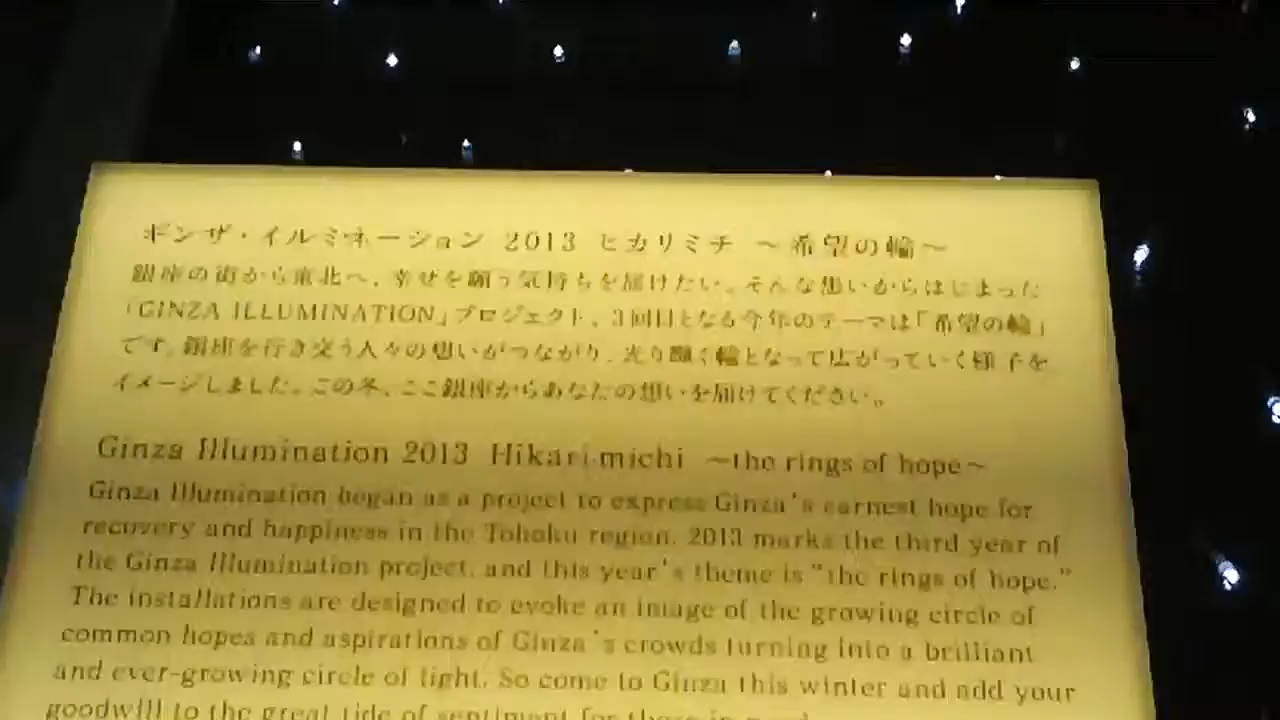 ギンザ・イルミネーション 2013 ヒカリミチ ～希望の輪～
銀座の街から東北へ、幸せを願う気持ちを届けたい。そんな想いからはじまった
「GINZA ILLUMINATION」プロジェクト、3回目となる今年のテーマは「希望の輪」
です。銀座を行き交う人々の想いがつながり、光り輝く輪となって広がっていく様子を
イメージしました。この冬、ここ銀座からあなたの想いを届けてください。
Ginza Illumination 2013 Hikari-michi ～the rings of hope～
Ginza Illumination began as a project to express Ginza's earnest hope for
recovery and happiness in the Tohoku region. 2013 marks the third year of
the Ginza Illumination project, and this year's theme is "the rings of hope."
The installations are designed to evoke an image of the growing circle of
common hopes and aspirations of Ginza's crowds turning into a brilliant
and ever-growing circle of light. So come to Ginza this winter and add your
goodwill to the great tide of sentiment for those in need.